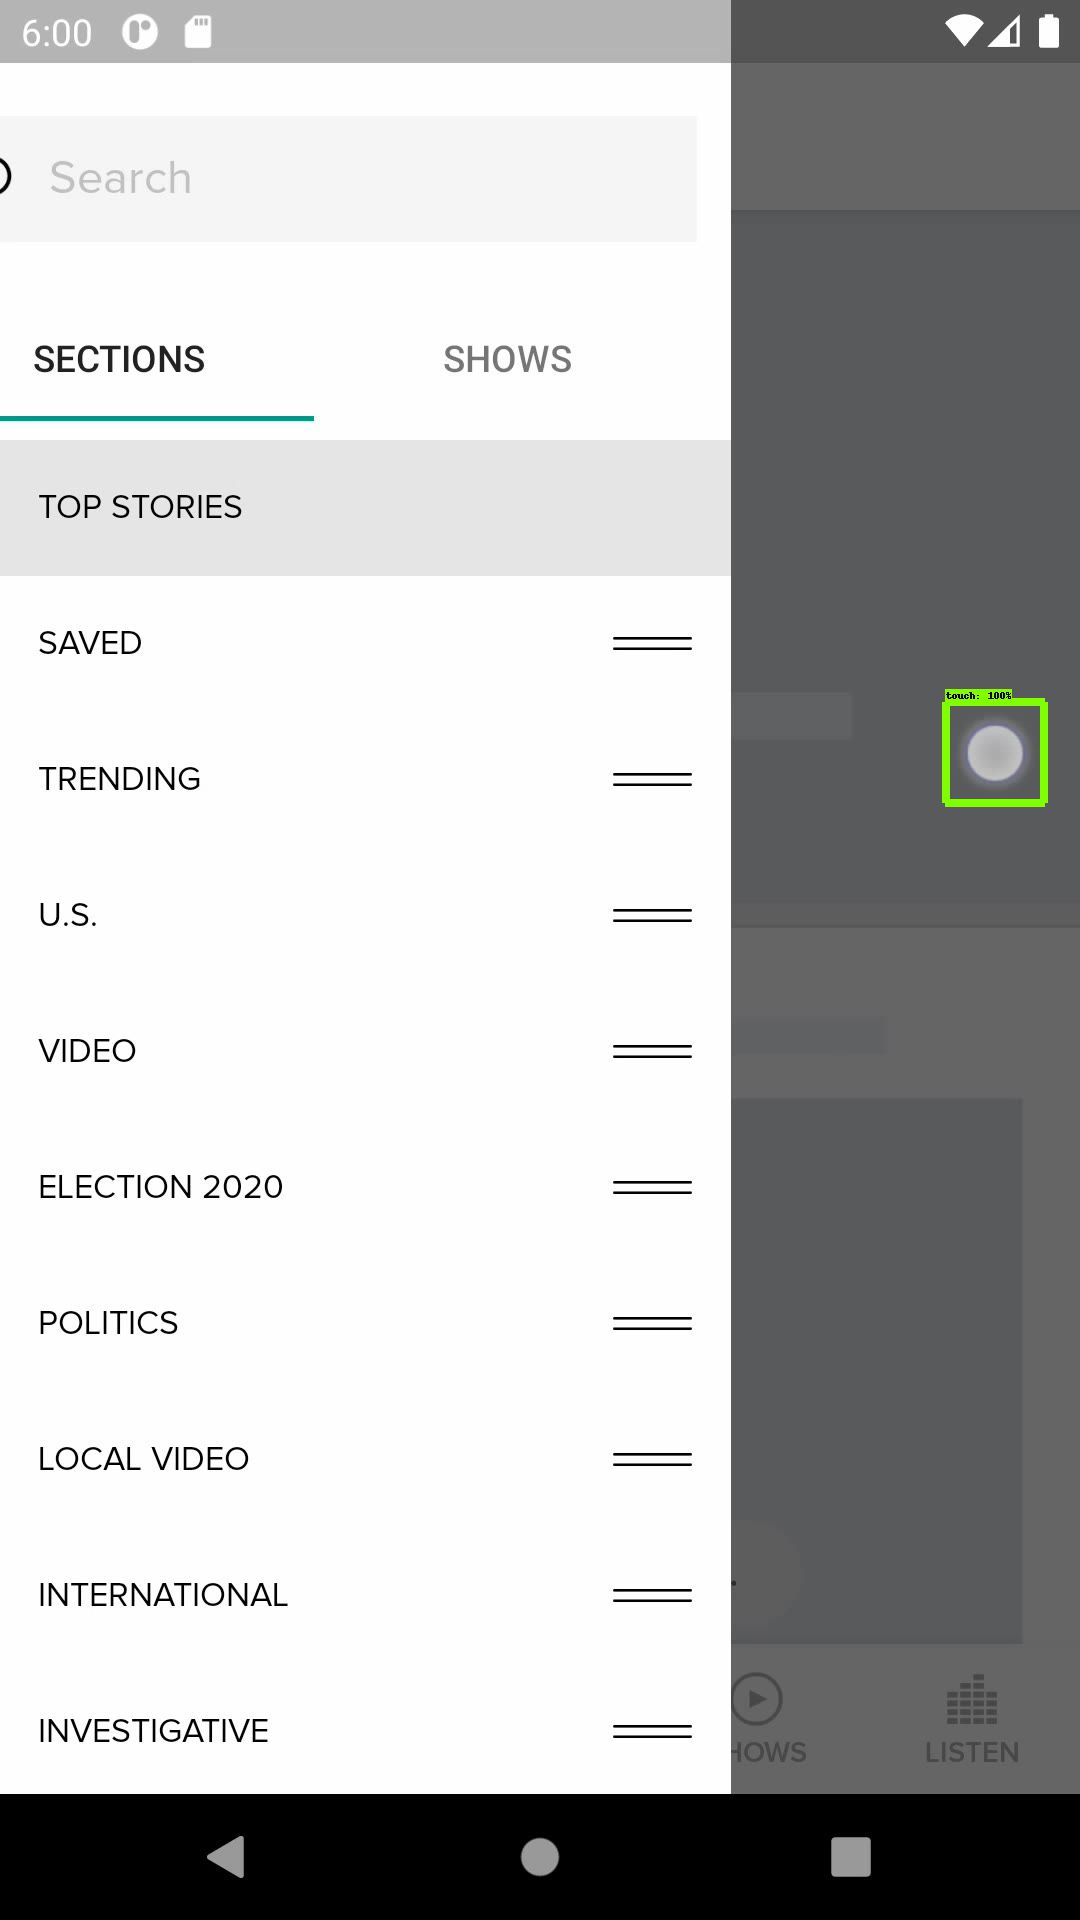 6:00
Search
SECTIONS
SHOWS
TOP STORIES
touch: 100%
SAVED
TRENDING
U.S.
VIDEO
ELECTION 2020
POLITICS
LOCAL VIDEO
INTERNATIONAL
INVESTIGATIVE
HOWS
LISTEN